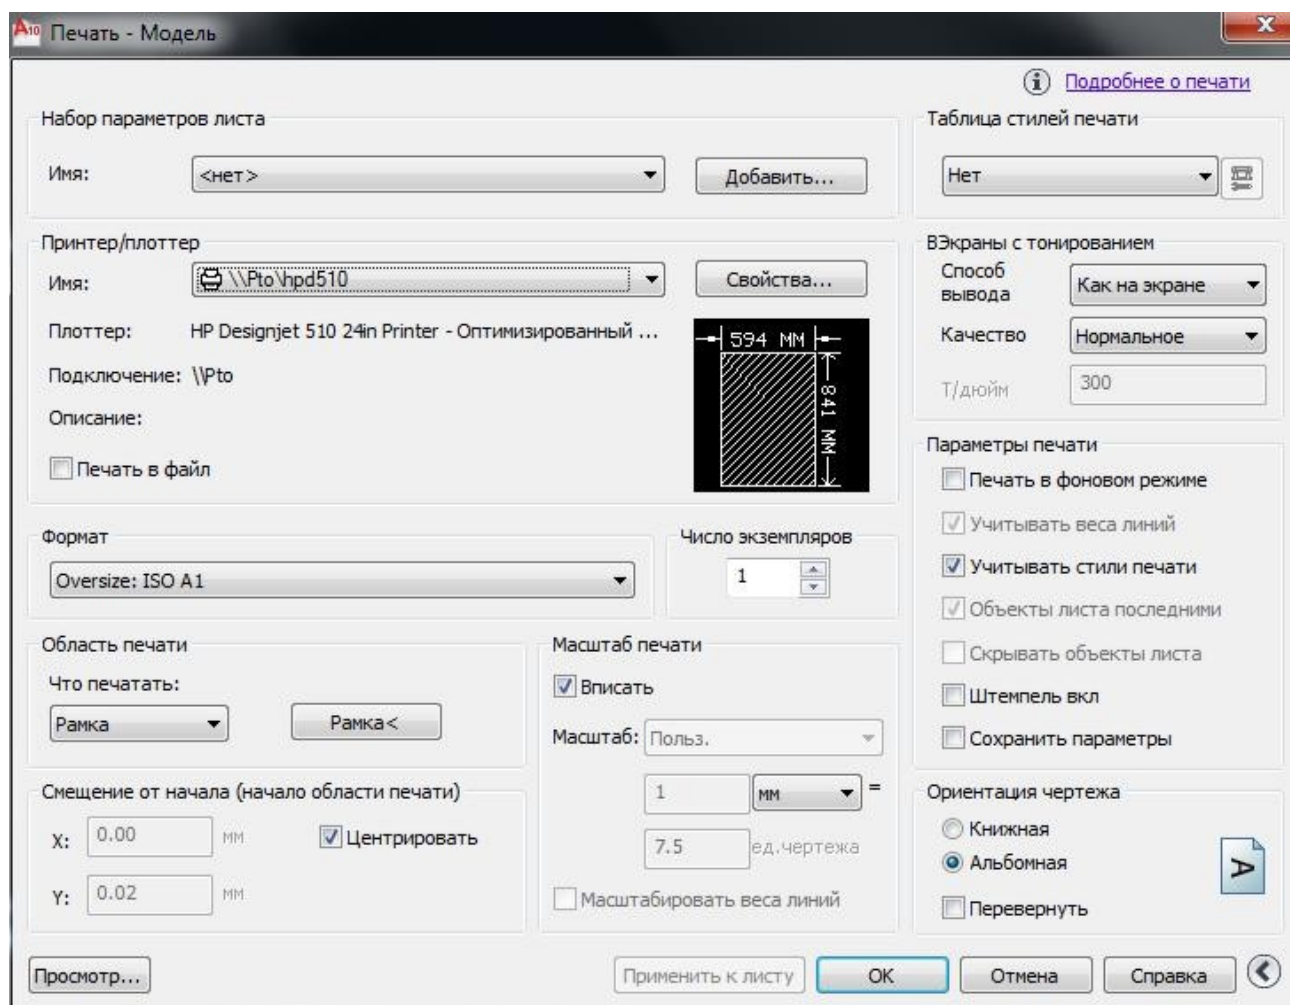 A10 Печать - Модель
X
Подробнее о печати
Набор параметров листа
Имя: <нет> Добавить...
Таблица стилей печати
Нет
Принтер/плоттер
Имя: \\Pto\hpd510 Свойства...
Плоттер: HP Designjet 510 24in Printer - Оптимизированный ...
Подключение: \\Pto
Описание:
Печать в файл
594 MM
841 MM
ВЭкраны с тонированием
Способ вывода Как на экране
Качество Нормальное
Т/дюйм 300
Формат
Oversize: ISO A1
Число экземпляров
1
Параметры печати
Печать в фоновом режиме
Учитывать веса линий
Учитывать стили печати
Объекты листа последними
Скрывать объекты листа
Штемпель вкл
Сохранить параметры
Область печати
Что печатать:
Рамка Рамка<
Масштаб печати
Вписать
Масштаб: Польз.
1 мм =
7.5 ед.чертежа
Масштабировать веса линий
Смещение от начала (начало области печати)
X: 0.00 мм Центрировать
Y: 0.02 мм
Ориентация чертежа
Книжная
Альбомная
Перевернуть
A
Просмотр... Применить к листу OK Отмена Справка